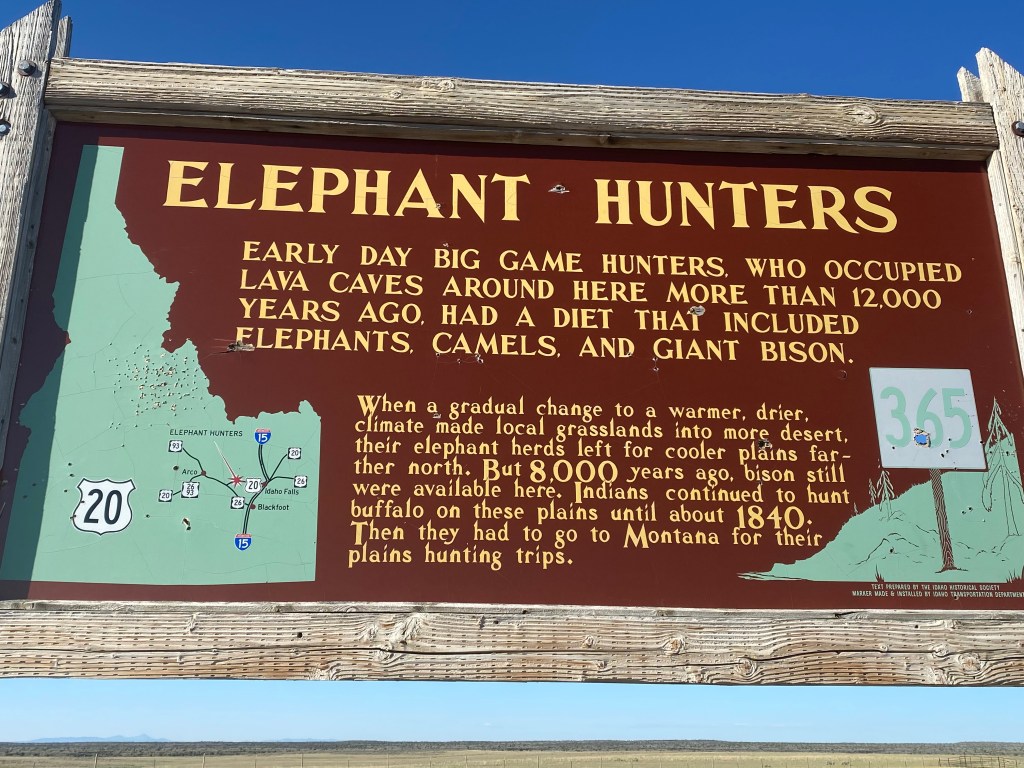 ELEPHANT HUNTERS
EARLY DAY BIG GAME HUNTERS, WHO OCCUPIED
LAVA CAVES AROUND HERE MORE THAN 12,000
YEARS AGO, HAD A DIET THAT INCLUDED
ELEPHANTS, CAMELS, AND GIANT BISON.
When a gradual change to a warmer, drier,
climate made local grasslands into more desert,
their elephant herds left for cooler plains far-
ther north. But 8,000 years ago, bison still
were available here. Indians continued to hunt
buffalo on these plains until about 1840.
Then they had to go to Montana for their
plains hunting trips.
365
ELEPHANT HUNTERS
15
93
20
Arco
20
26
93
26
20
26
Idaho Falls
Blackfoot
15
20
TEXT PREPARED BY THE IDAHO HISTORICAL SOCIETY
MARKER MADE & INSTALLED BY IDAHO TRANSPORTATION DEPARTMENT